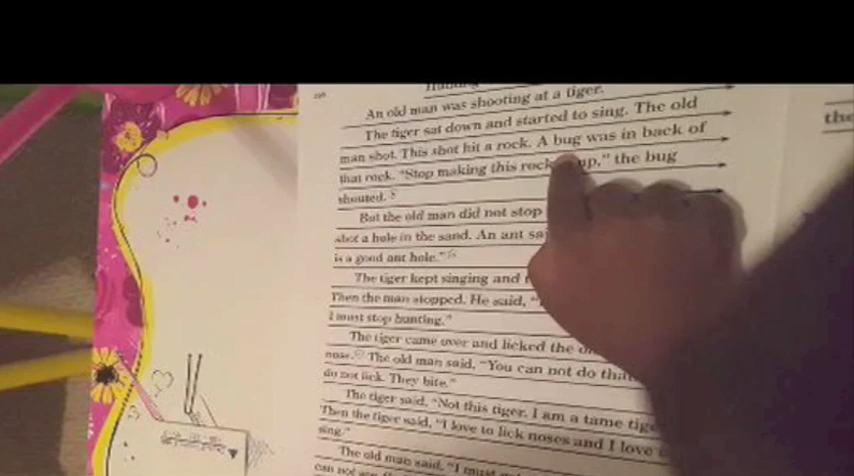 An old man was shooting at a tiger.
The tiger sat down and started to sing. The old
man shot. This shot hit a rock. A bug was in back of
that rock. "Stop making this rock up," the bug
shouted.
But the old man did not stop
shot a hole in the sand. An ant
is a good ant hole."
The tiger kept singing and
Then the man stopped. He said,
I must stop hunting."
The tiger came over and licked the
nose. The old man said, "You can not do
do not lick. They bite."
The tiger said, "Not this tiger. I am a tame
Then the tiger said, "I love to lick noses and I love
sing."
The old man said, "I must
can not
the